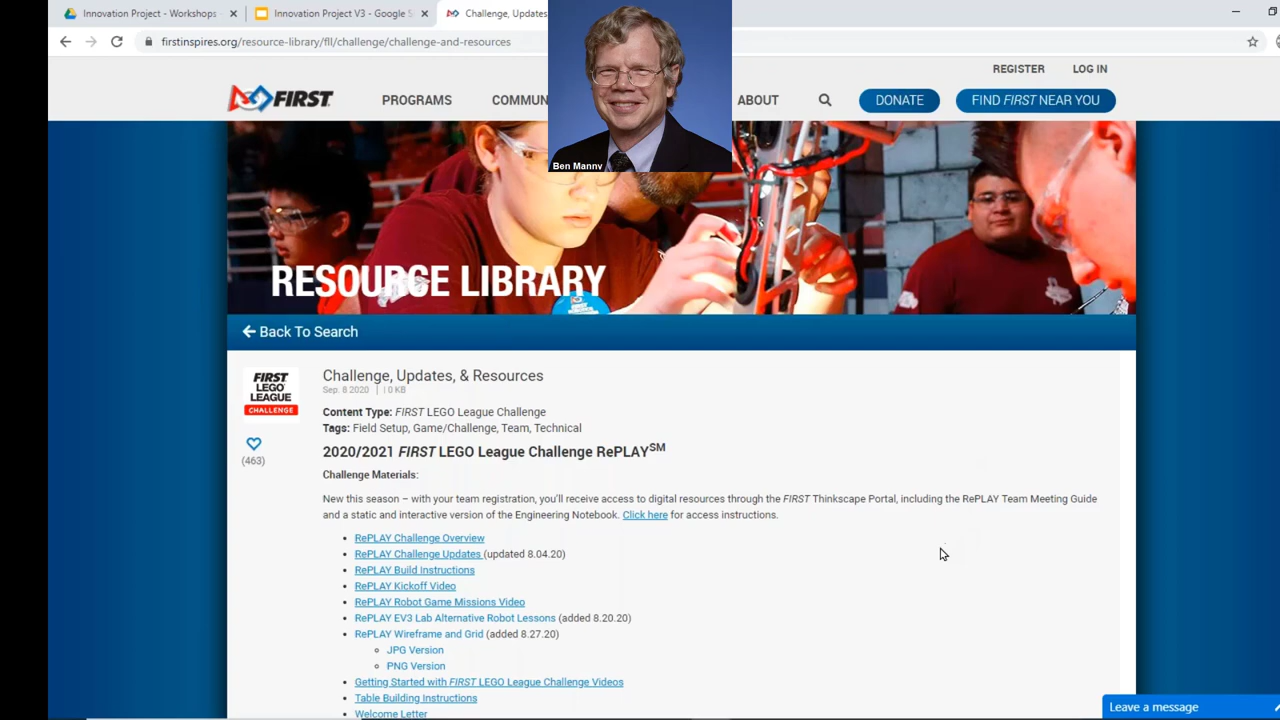 Innovation Project - Workshops
Innovation Project V3 - Google S
Challenge, Updates
firstinspires.org/resource-library/fll/challenge/challenge-and-resources
REGISTER LOG IN
FIRST PROGRAMS COMMUN ABOUT DONATE FIND FIRST NEAR YOU
Ben Manny
RESOURCE LIBRARY
Back To Search
FIRST
LEGO
LEAGUE
CHALLENGE
(463)
Challenge, Updates, & Resources
Sep. 8 2020 | 0 KB
Content Type: FIRST LEGO League Challenge
Tags: Field Setup, Game/Challenge, Team, Technical
2020/2021 FIRST LEGO League Challenge RePLAY SM
Challenge Materials:
New this season – with your team registration, you'll receive access to digital resources through the FIRST Thinkscape Portal, including the RePLAY Team Meeting Guide
and a static and interactive version of the Engineering Notebook. Click here for access instructions.
• RePLAY Challenge Overview
• RePLAY Challenge Updates (updated 8.04.20)
• RePLAY Build Instructions
• RePLAY Kickoff Video
• RePLAY Robot Game Missions Video
• RePLAY EV3 Lab Alternative Robot Lessons (added 8.20.20)
• RePLAY Wireframe and Grid (added 8.27.20)
◦ JPG Version
◦ PNG Version
• Getting Started with FIRST LEGO League Challenge Videos
• Table Building Instructions
• Welcome Letter
Leave a message